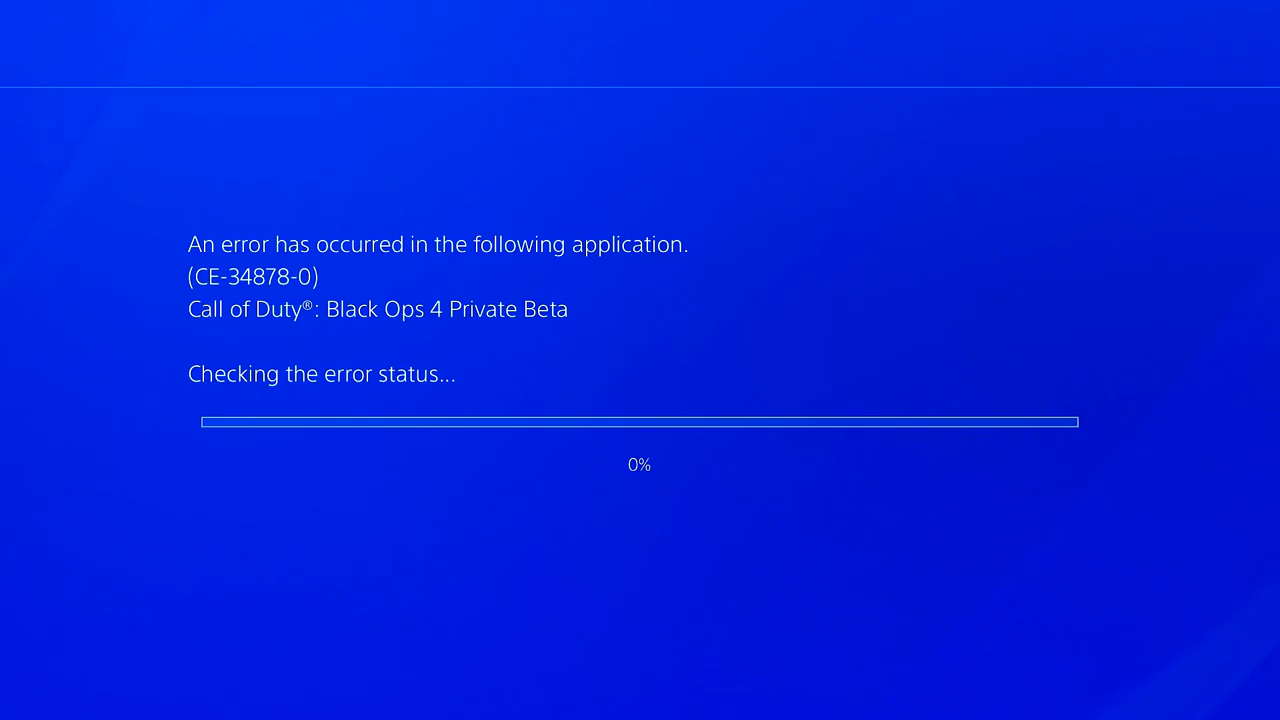 An error has occurred in the following application.
(CE-34878-0)
Call of Duty®: Black Ops 4 Private Beta
Checking the error status...
0%